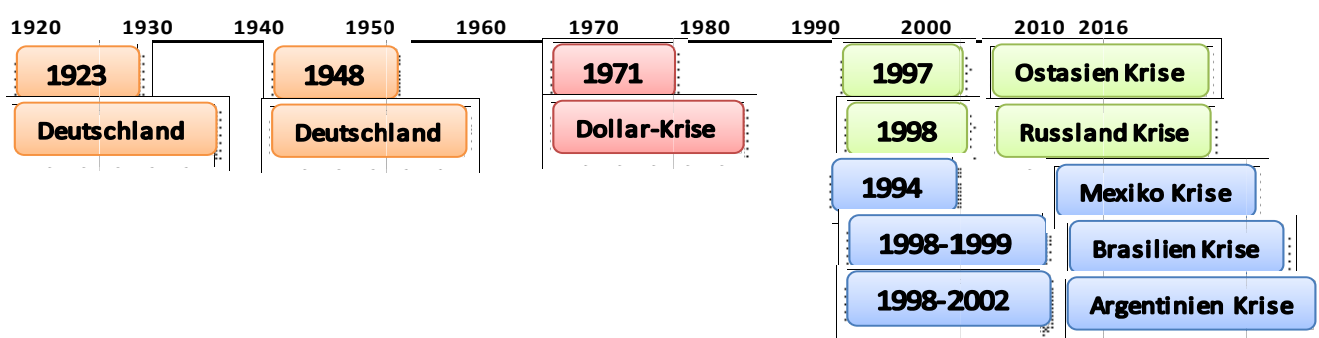 1920 1930 1940 1950 1960 1970 1980 1990 2000 2010 2016
1923 1948 1971 1997 Ostasien Krise
Deutschland Deutschland Dollar-Krise 1998 Russland Krise
1994 Mexiko Krise
1998-1999 Brasilien Krise
1998-2002 Argentinien Krise